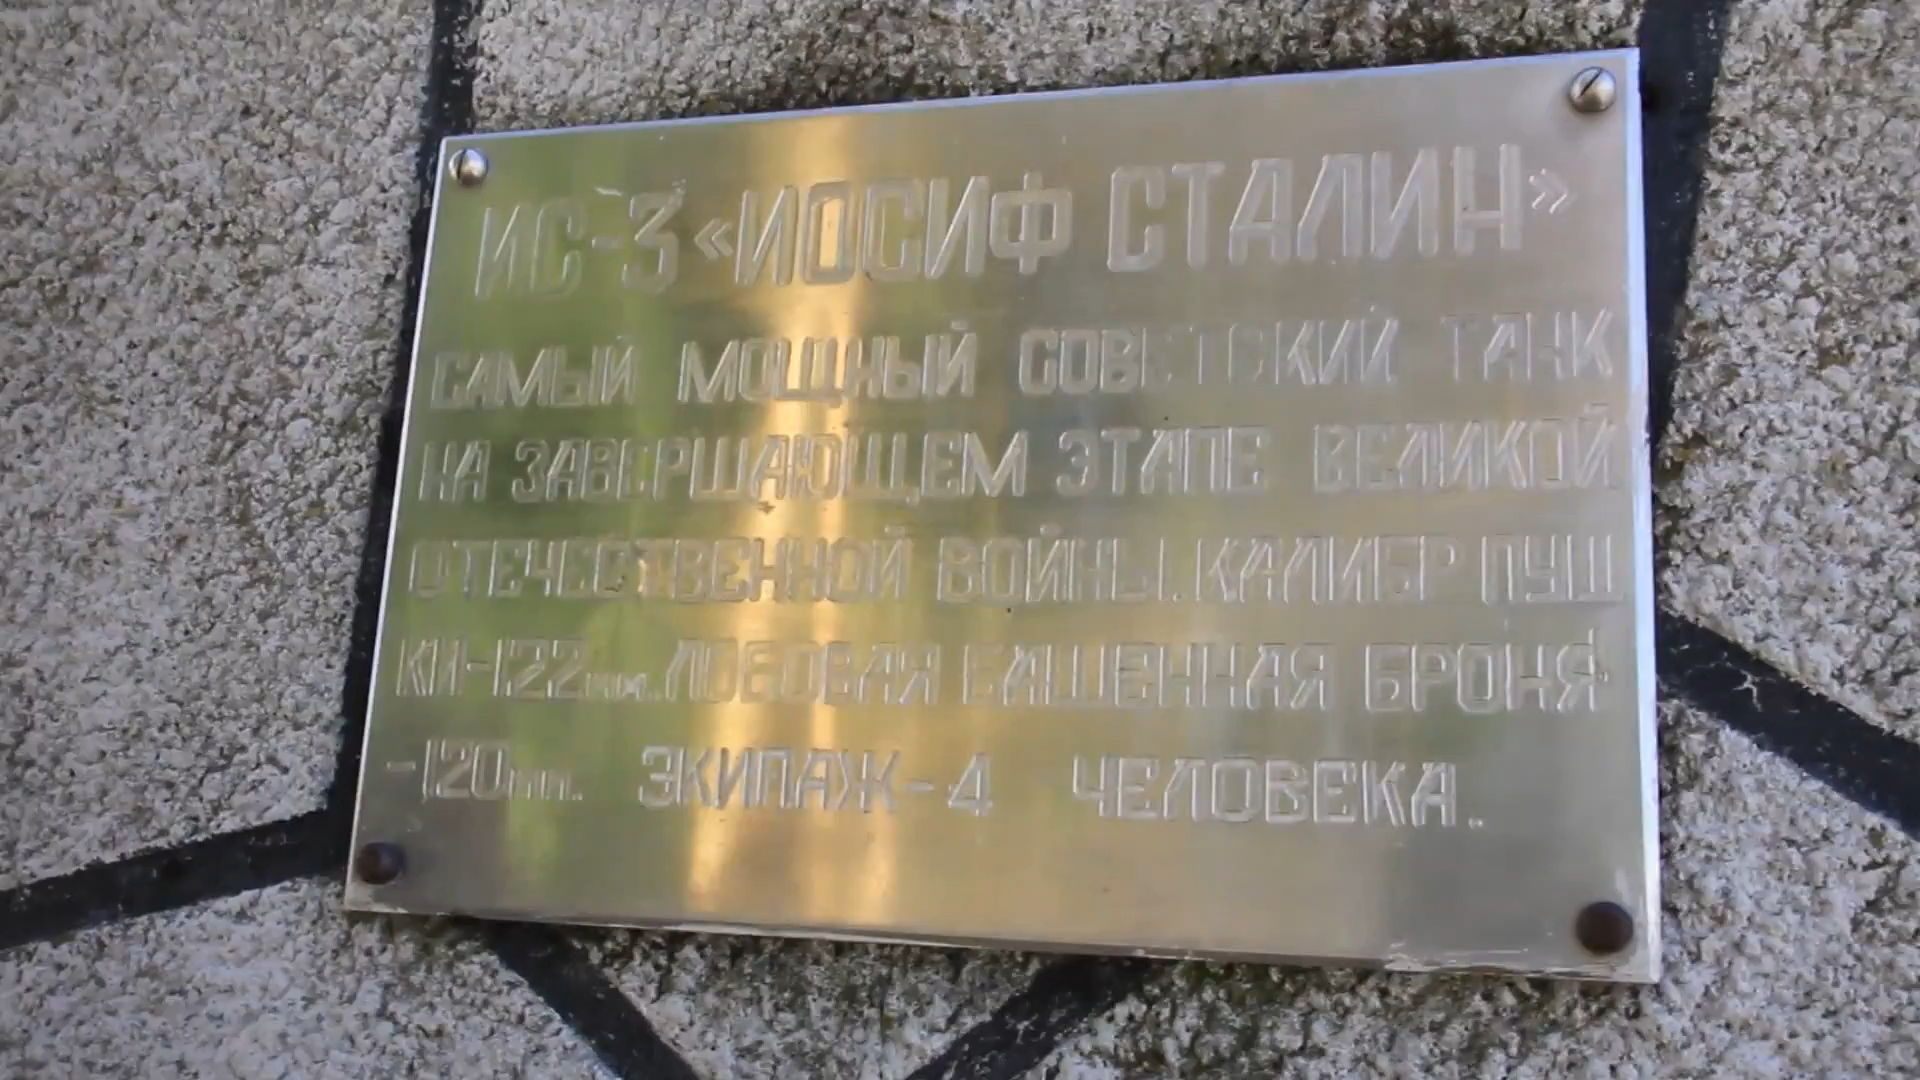 ИС-3 «ИОСИФ СТАЛИН»
САМЫЙ МОЩНЫЙ СОВЕТСКИЙ ТАНК
НА ЗАВЕРШАЮЩЕМ ЭТАПЕ ВЕЛИКОЙ
ОТЕЧЕСТВЕННОЙ ВОЙНЫ. КАЛИБР ПУШ
КИ-122мм. ЛОБОВАЯ БАШЕННАЯ БРОНЯ
-120мм. ЭКИПАЖ-4 ЧЕЛОВЕКА.